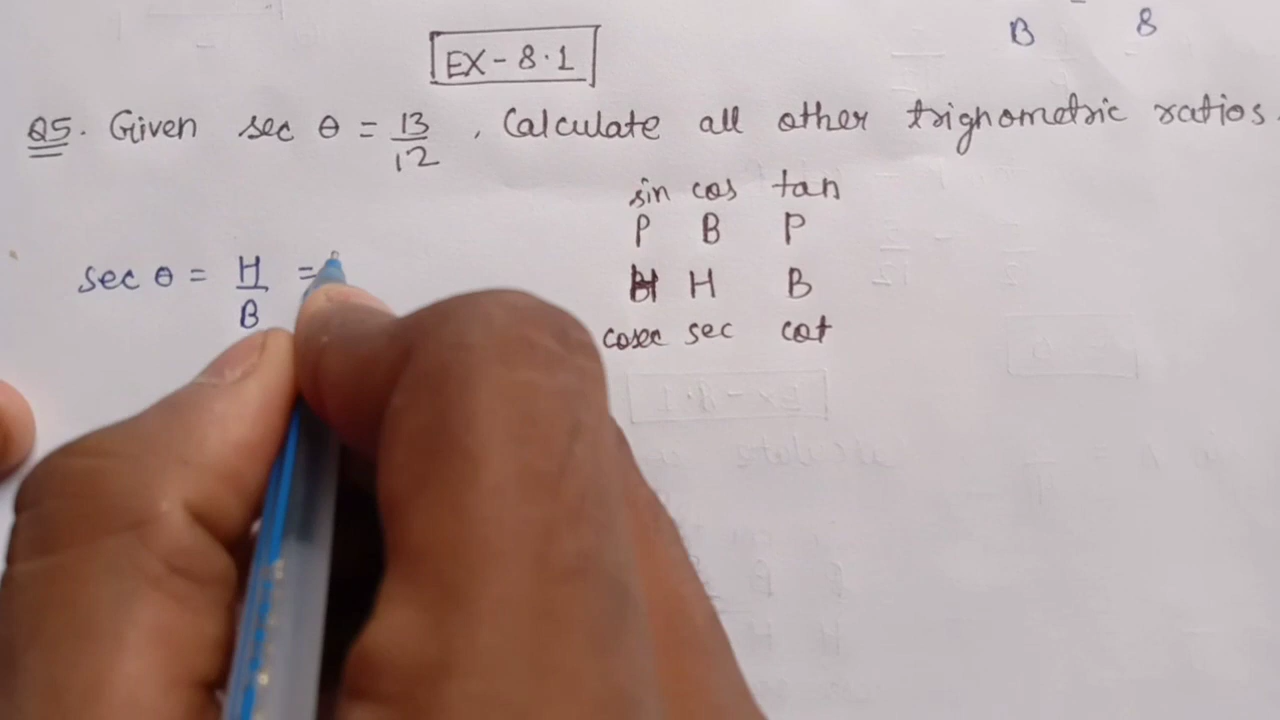 B 8
EX - 8.1
Q5. Given sec θ = 13/12 , Calculate all other trignometric ratios.
sin cos tan
P B P
H H B
cosec sec cot
sec θ = H/B =